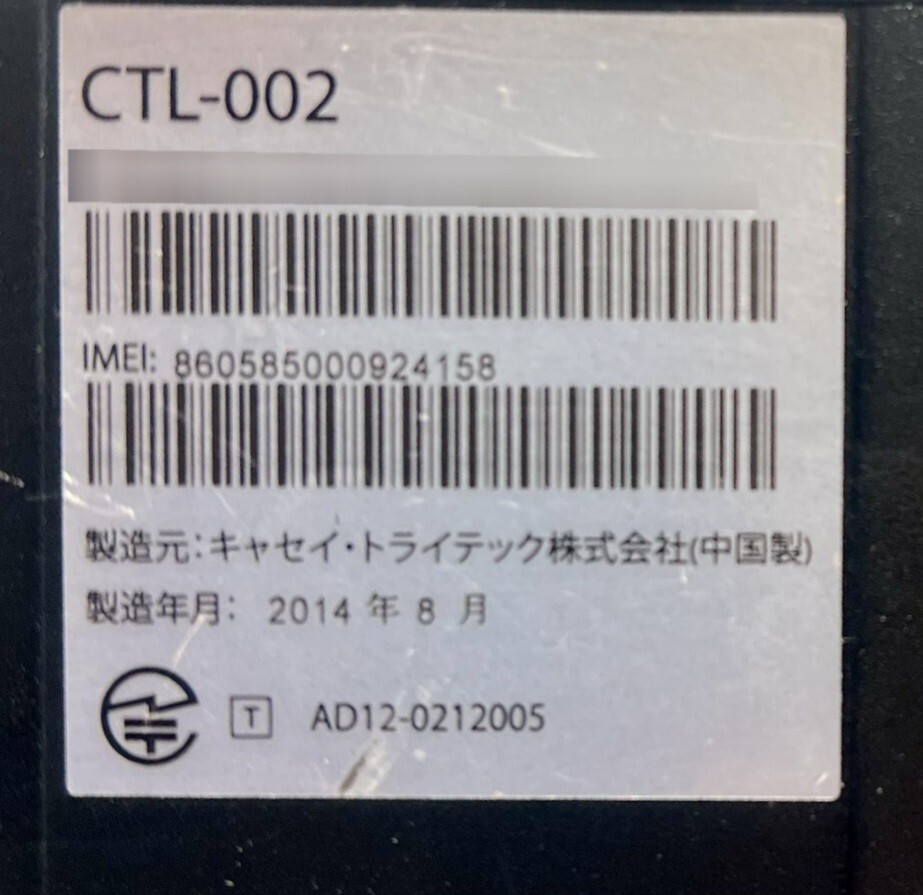 CTL-002
IMEI: 860585000924158
製造元:キャセイ・トライテック株式会社(中国製)
製造年月: 2014 年 8 月
T AD12-0212005